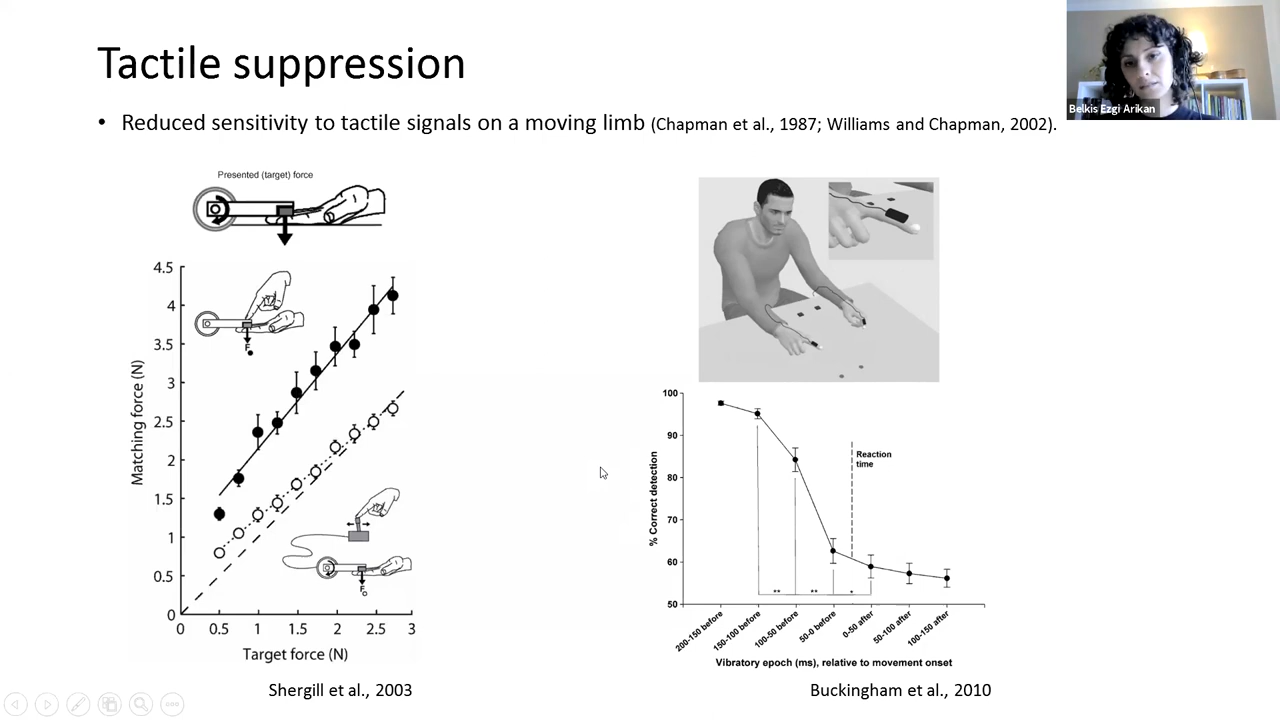 Tactile suppression
Belkis Ezgi Arikan
• Reduced sensitivity to tactile signals on a moving limb (Chapman et al., 1987; Williams and Chapman, 2002).
Presented (target) force
4.5
4
3.5
3
2.5
2
1.5
1
0.5
0
Matching force (N)
F
F
0 0.5 1 1.5 2 2.5 3
Target force (N)
Shergill et al., 2003
100
90
80
70
60
50
% Correct detection
Reaction
time
** ** *
200-150 before
150-100 before
100-50 before
50-0 before
0-50 after
50-100 after
100-150 after
Vibratory epoch (ms), relative to movement onset
Buckingham et al., 2010